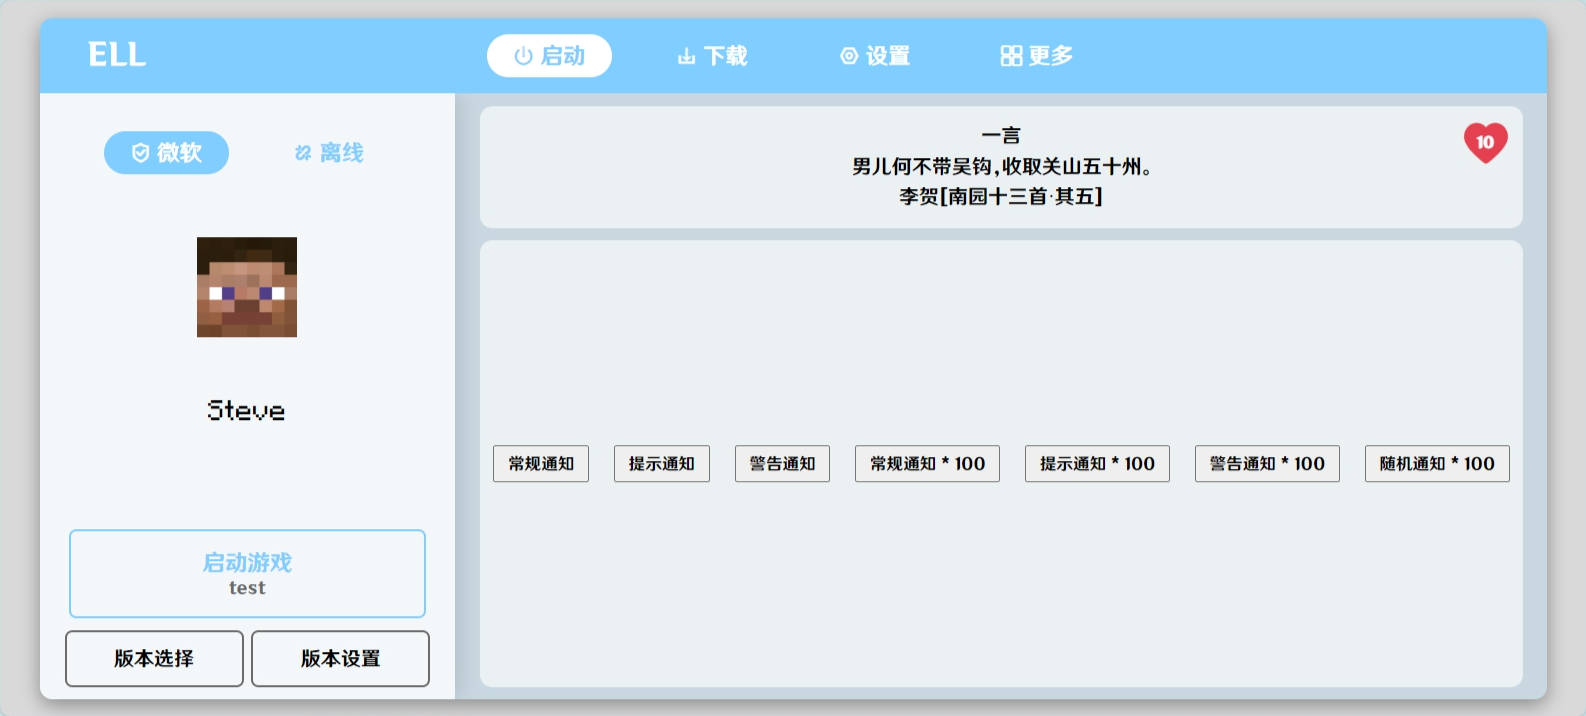 ELL
启动
下载
设置
更多
微软
离线
Steve
启动游戏
test
版本选择
版本设置
一言
男儿何不带吴钩,收取关山五十州。
李贺[南园十三首·其五]
10
常规通知
提示通知
警告通知
常规通知 * 100
提示通知 * 100
警告通知 * 100
随机通知 * 100